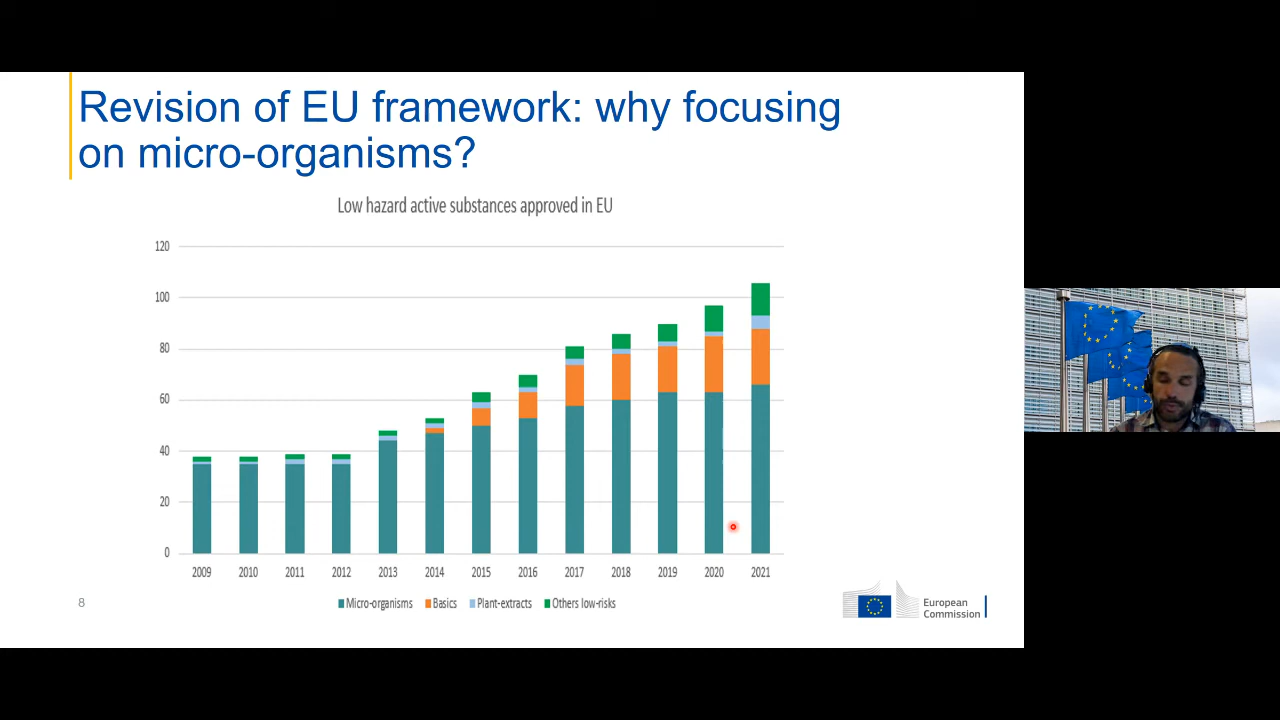 Revision of EU framework: why focusing
on micro-organisms?
Low hazard active substances approved in EU
120
100
80
60
40
20
0
2009 2010 2011 2012 2013 2014 2015 2016 2017 2018 2019 2020 2021
Micro-organisms Basics Plant-extracts Others low-risks
8
European
Commission